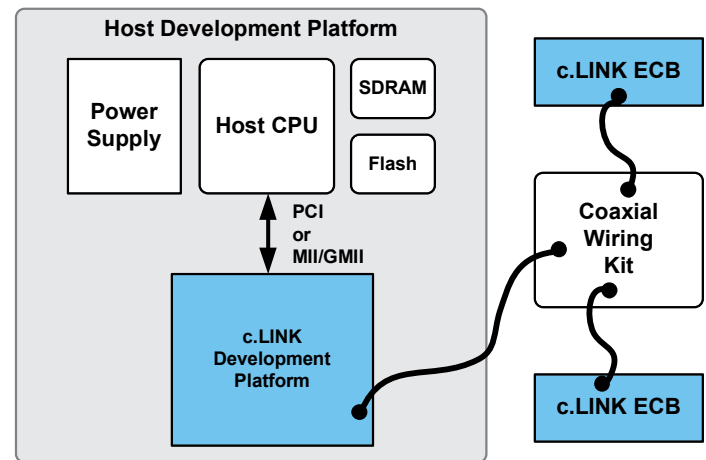 Host Development Platform
Power
Supply
Host CPU
SDRAM
Flash
PCI
or
MII/GMII
c.LINK
Development
Platform
c.LINK ECB
Coaxial
Wiring
Kit
c.LINK ECB